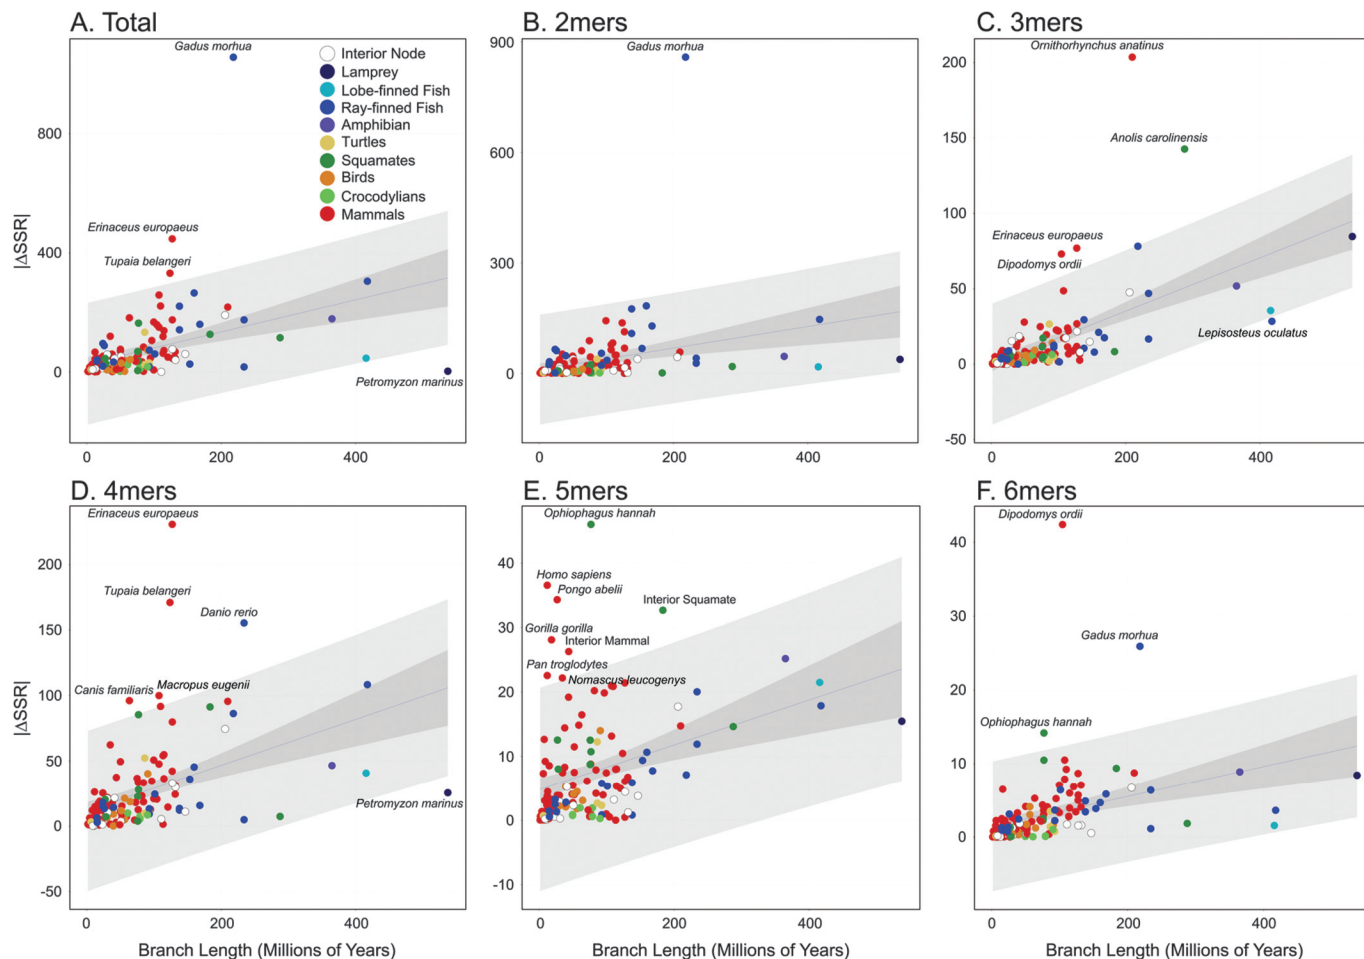 A. Total
B. 2mers
C. 3mers
Gadus morhua
Interior Node
Lamprey
Lobe-finned Fish
Ray-finned Fish
Amphibian
Turtles
Squamates
Birds
Crocodylians
Mammals
Erinaceus europaeus
Tupaia belangeri
Petromyzon marinus
800
400
0
|ΔSSR|
0 200 400
Gadus morhua
900
600
300
0
0 200 400
Ornithorhynchus anatinus
Anolis carolinensis
Erinaceus europaeus
Dipodomys ordii
Lepisosteus oculatus
200
150
100
50
0
-50
0 200 400
D. 4mers
E. 5mers
F. 6mers
Erinaceus europaeus
Tupaia belangeri
Danio rerio
Canis familiaris
Macropus eugenii
Petromyzon marinus
200
150
100
50
0
-50
|ΔSSR|
0 200 400
Branch Length (Millions of Years)
Ophiophagus hannah
Homo sapiens
Pongo abelii
Interior Squamate
Gorilla gorilla
Interior Mammal
Pan troglodytes
Nomascus leucogenys
40
30
20
10
0
-10
0 200 400
Branch Length (Millions of Years)
Dipodomys ordii
Gadus morhua
Ophiophagus hannah
40
30
20
10
0
0 200 400
Branch Length (Millions of Years)